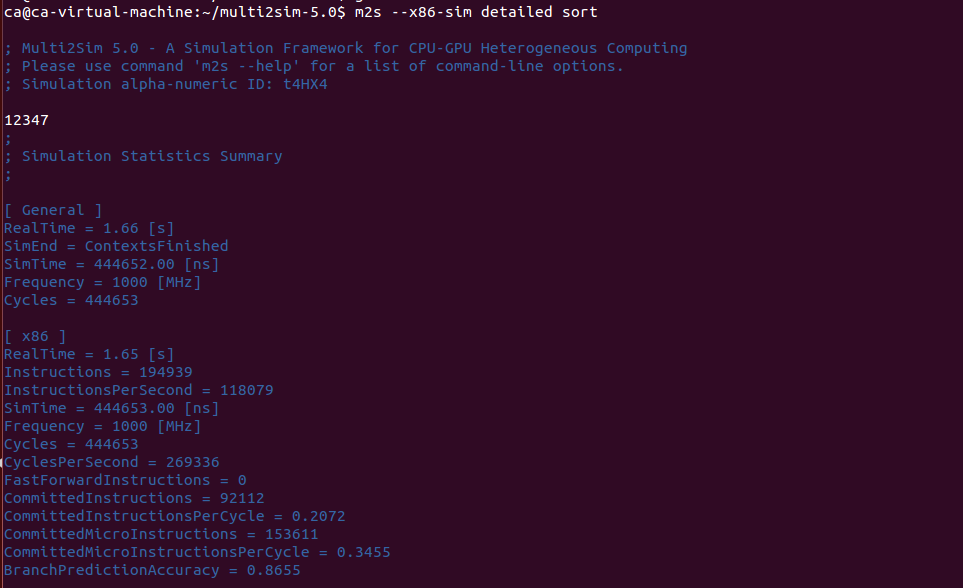 ca@ca-virtual-machine:~/multi2sim-5.0$ m2s --x86-sim detailed sort
; Multi2Sim 5.0 - A Simulation Framework for CPU-GPU Heterogeneous Computing
; Please use command 'm2s --help' for a list of command-line options.
; Simulation alpha-numeric ID: t4HX4
12347
;
; Simulation Statistics Summary
;
[ General ]
RealTime = 1.66 [s]
SimEnd = ContextsFinished
SimTime = 444652.00 [ns]
Frequency = 1000 [MHz]
Cycles = 444653
[ x86 ]
RealTime = 1.65 [s]
Instructions = 194939
InstructionsPerSecond = 118079
SimTime = 444653.00 [ns]
Frequency = 1000 [MHz]
Cycles = 444653
CyclesPerSecond = 269336
FastForwardInstructions = 0
CommittedInstructions = 92112
CommittedInstructionsPerCycle = 0.2072
CommittedMicroInstructions = 153611
CommittedMicroInstructionsPerCycle = 0.3455
BranchPredictionAccuracy = 0.8655